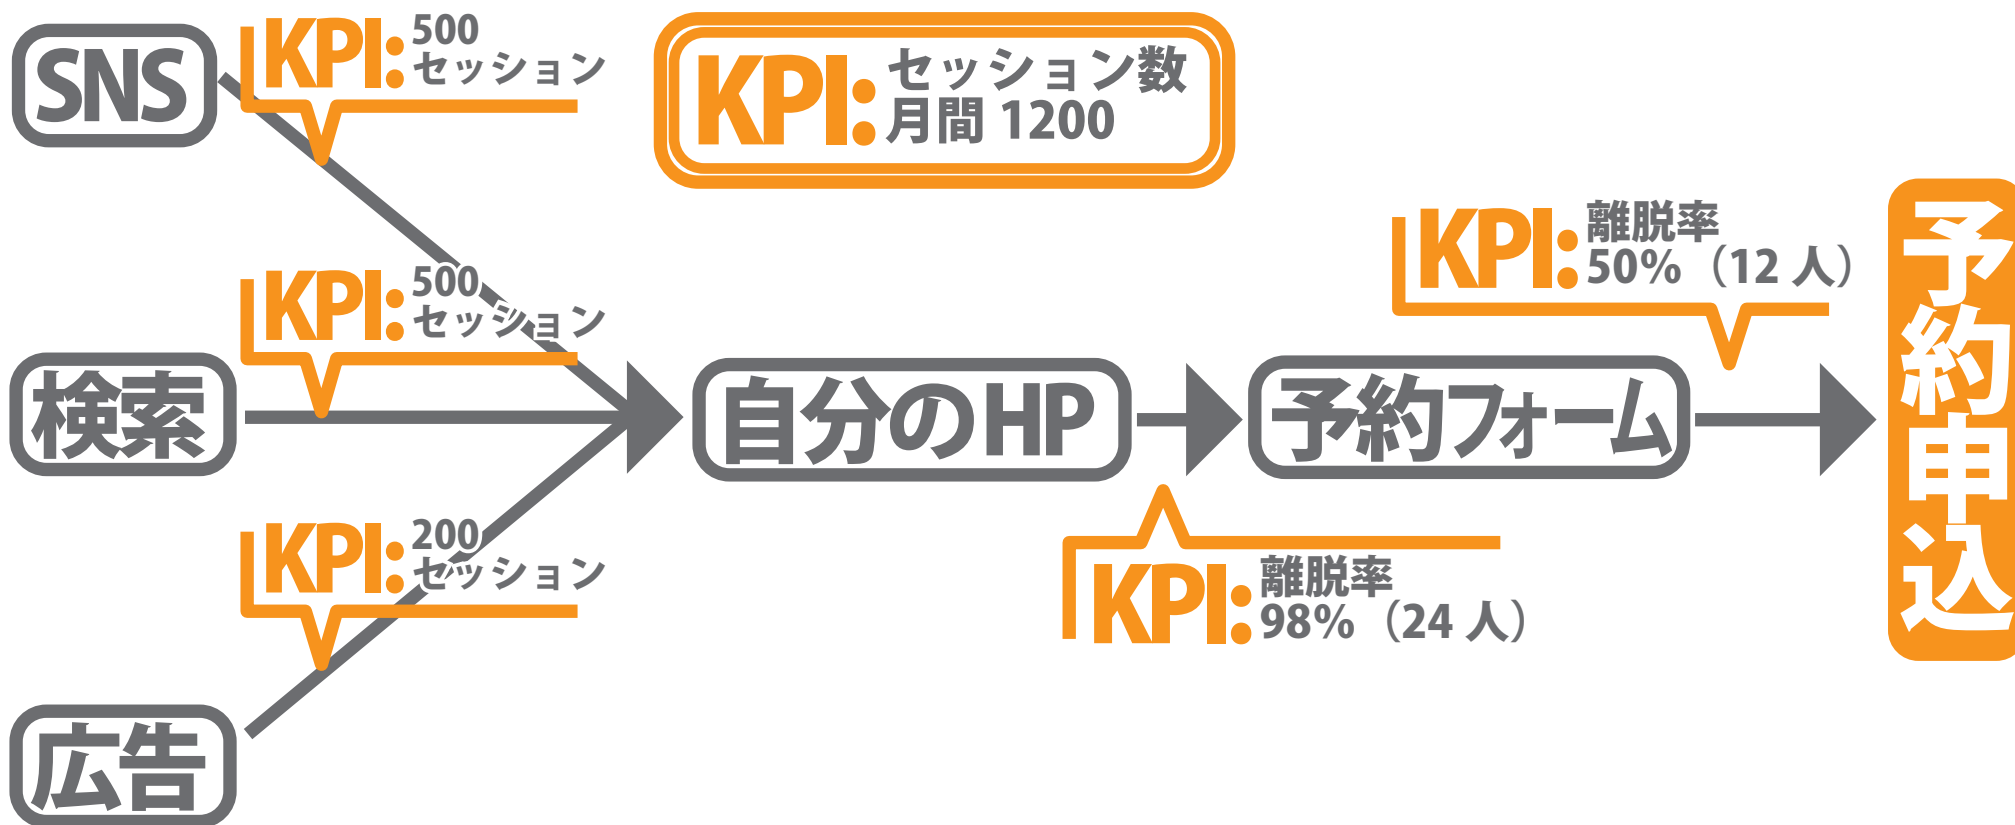 SNS
KPI: 500
セッション
KPI: セッション数
月間 1200
KPI: 離脱率
50%（12 人）
KPI: 500
セッション
検索
自分の HP
予約フォーム
予約申込
KPI: 200
セッション
KPI: 離脱率
98%（24 人）
広告